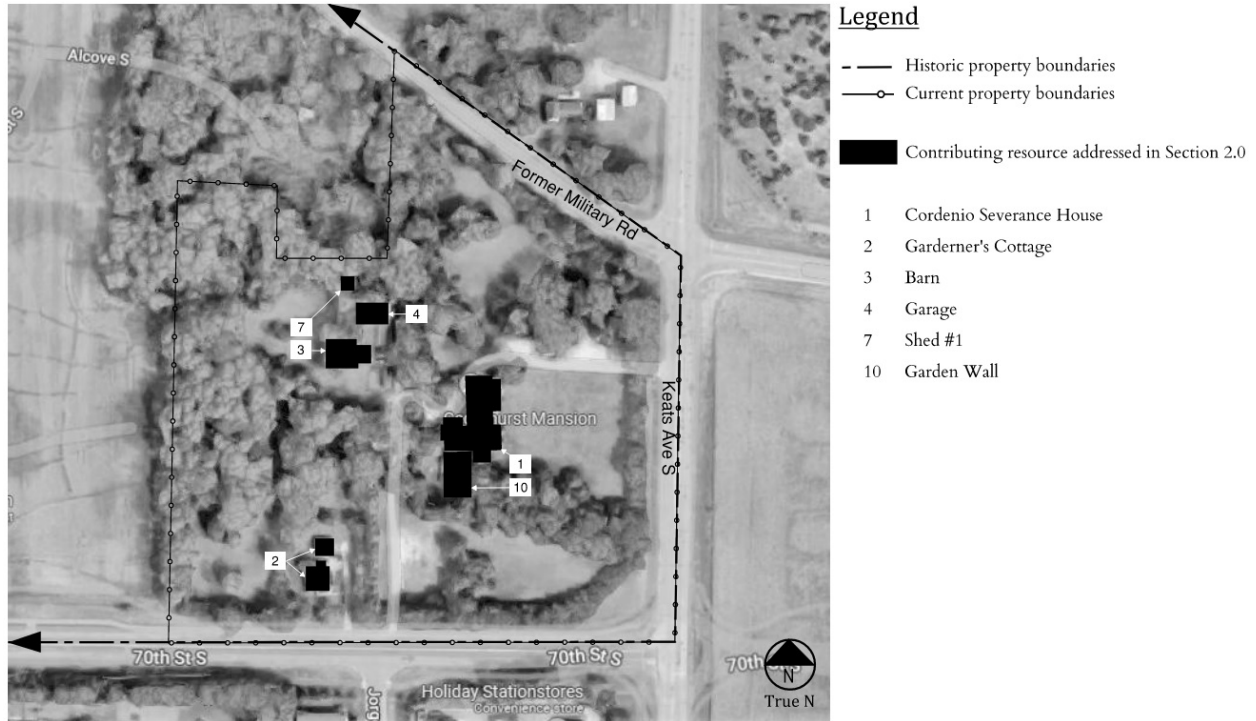 Legend
Historic property boundaries
Current property boundaries
Contributing resource addressed in Section 2.0
1 Cordenio Severance House
2 Garderner's Cottage
3 Barn
4 Garage
7 Shed #1
10 Garden Wall
Alcove S
Former Military Rd
7
4
3
Mansion
Keats Ave S
1
10
2
70th St S
70th St S
70th
Holiday Stationstores
Convenience store
Jorg
N
True N